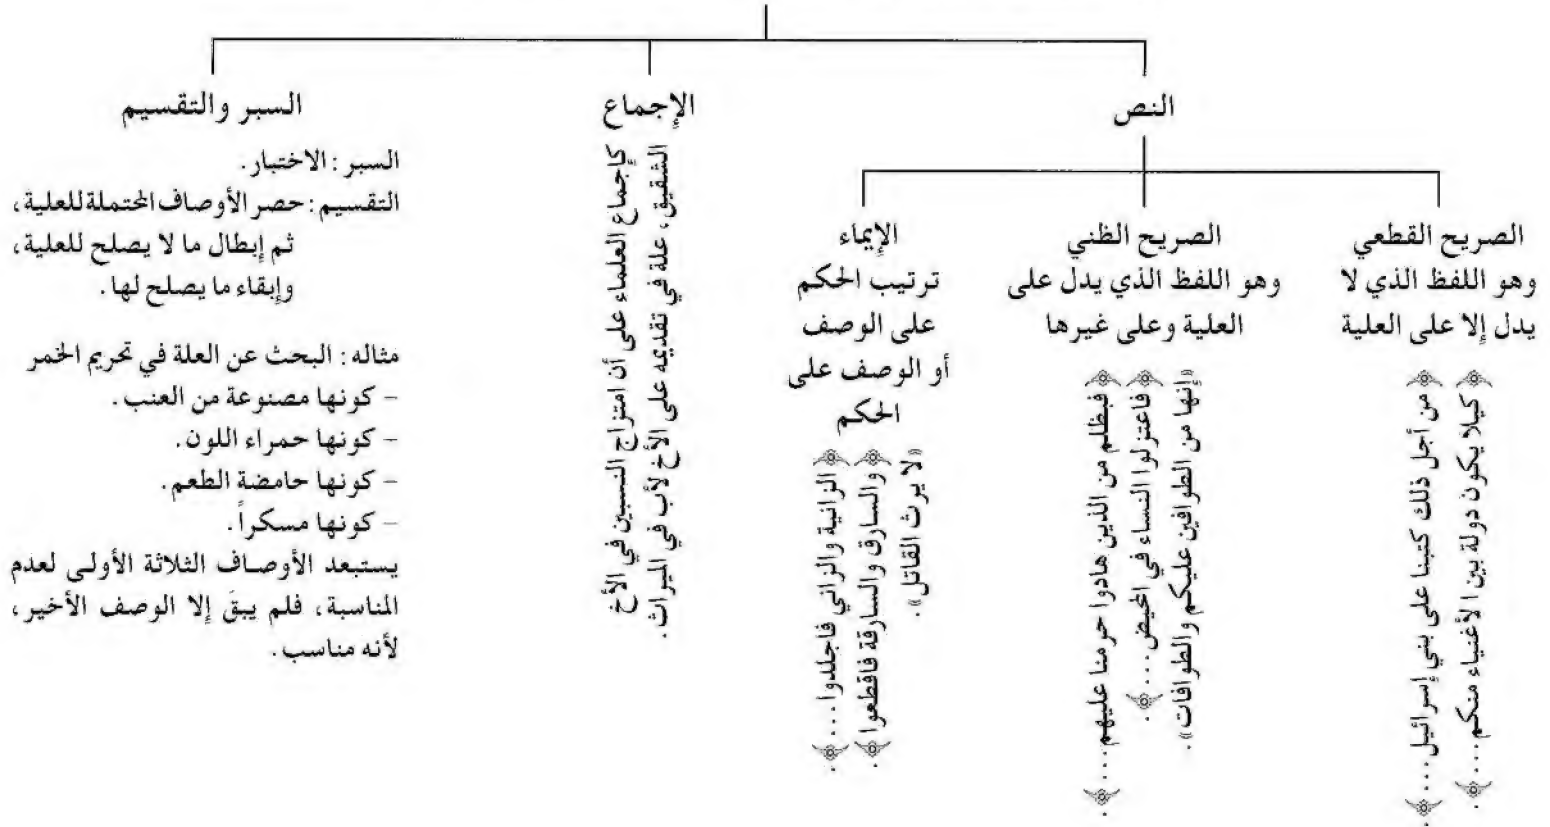 النص
الصريح القطعي
وهو اللفظ الذي لا
يدل إلا على العلية
﴿كيلا يكون دولة بين الأغنياء منكم....﴾.
﴿من أجل ذلك كتبنا على بني إسرائيل....﴾.
الصريح الظني
وهو اللفظ الذي يدل على
العلية وعلى غيرها
«إنها من الطوافين عليكم والطوافات».
﴿فاعتزلوا النساء في المحيض....﴾.
﴿فبظلم من الذين هادوا حرمنا عليهم....﴾.
الإيماء
ترتيب الحكم
على الوصف
أو الوصف على
الحكم
«لا يرث القاتل».
﴿والسارق والسارقة فاقطعوا﴾.
﴿الزانية والزاني فاجلدوا....﴾.
الإجماع
كإجماع العلماء على أن امتزاج النسبين في الأخ
الشقيق، علة في تقديمه على الأخ لأب في الميراث.
السبر والتقسيم
السبر: الاختبار.
التقسيم: حصر الأوصاف المحتملة للعلية،
ثم إبطال ما لا يصلح للعلية،
وإبقاء ما يصلح لها.
مثاله: البحث عن العلة في تحريم الخمر
– كونها مصنوعة من العنب.
– كونها حمراء اللون.
– كونها حامضة الطعم.
– كونها مسكراً.
يستبعد الأوصاف الثلاثة الأولى لعدم
المناسبة، فلم يبقَ إلا الوصف الأخير،
لأنه مناسب.